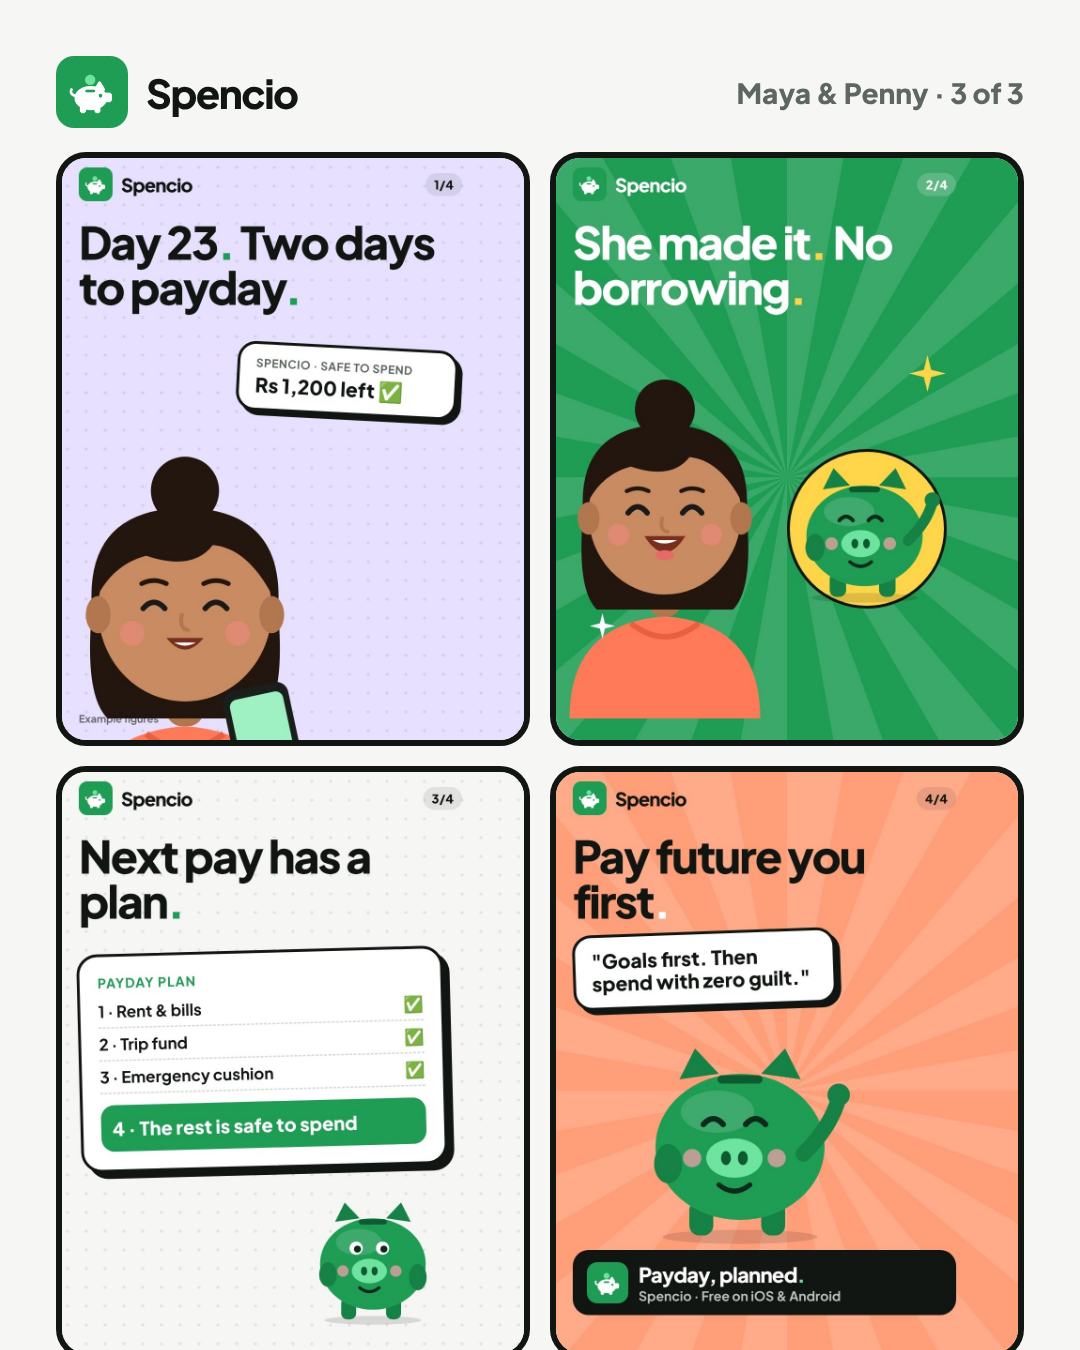 Spencio
Maya & Penny · 3 of 3
Spencio
1/4
Day 23. Two days
to payday.
SPENCIO · SAFE TO SPEND
Rs 1,200 left ✅
Example figures
Spencio
2/4
She made it. No
borrowing.
Spencio
3/4
Next pay has a
plan.
PAYDAY PLAN
1 · Rent & bills ✅
2 · Trip fund ✅
3 · Emergency cushion ✅
4 · The rest is safe to spend
Spencio
4/4
Pay future you
first.
"Goals first. Then
spend with zero guilt."
Payday, planned.
Spencio · Free on iOS & Android